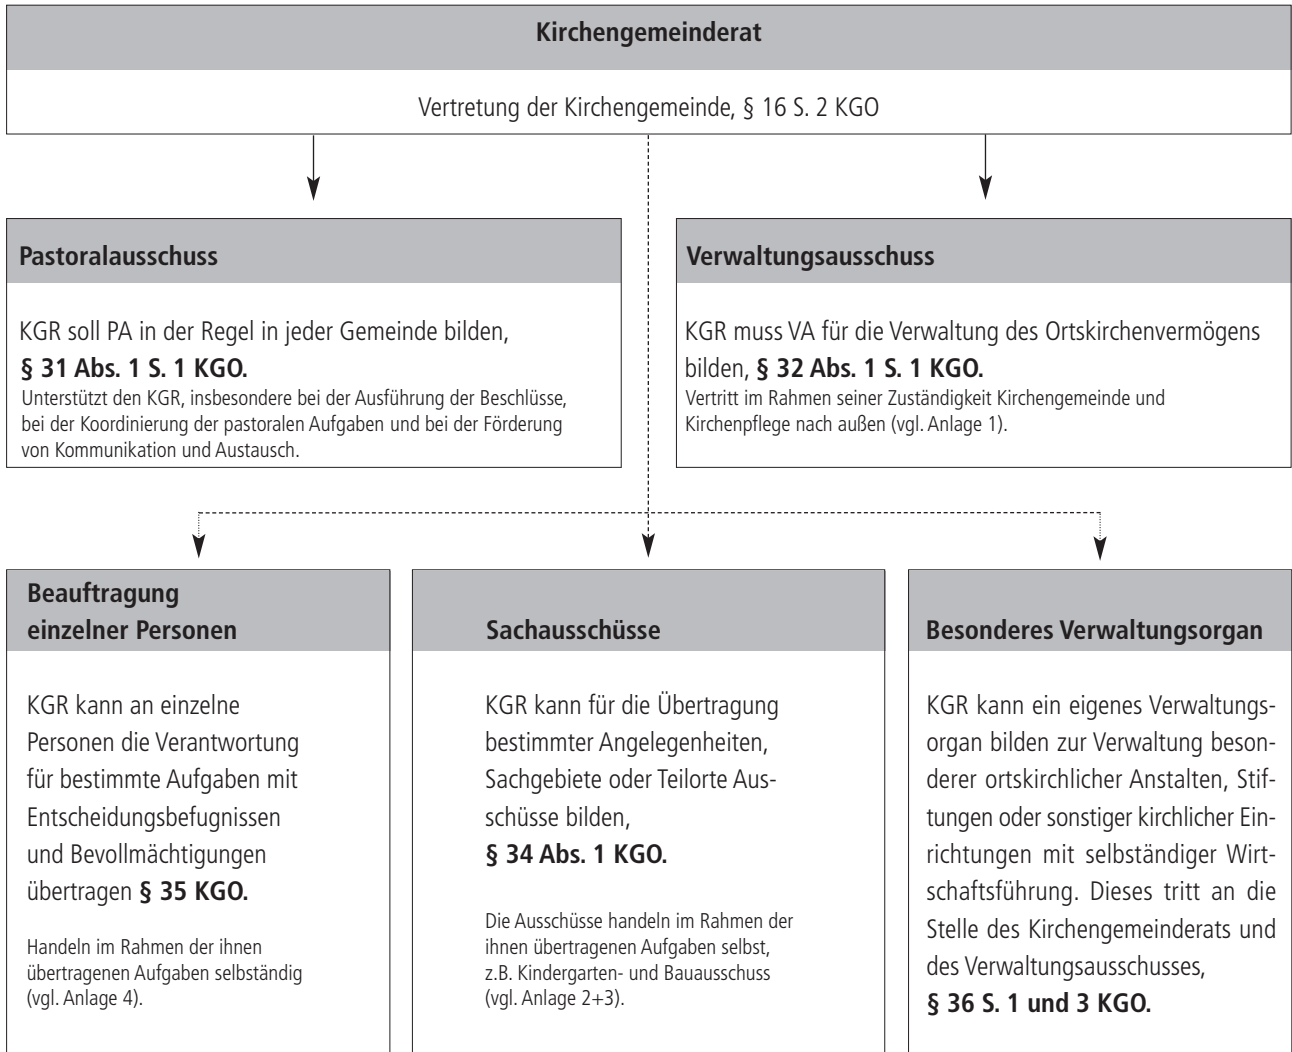 Kirchengemeinderat
Vertretung der Kirchengemeinde, § 16 S. 2 KGO
Pastoralausschuss
KGR soll PA in der Regel in jeder Gemeinde bilden,
§ 31 Abs. 1 S. 1 KGO.
Unterstützt den KGR, insbesondere bei der Ausführung der Beschlüsse,
bei der Koordinierung der pastoralen Aufgaben und bei der Förderung
von Kommunikation und Austausch.
Verwaltungsausschuss
KGR muss VA für die Verwaltung des Ortskirchenvermögens
bilden, § 32 Abs. 1 S. 1 KGO.
Vertritt im Rahmen seiner Zuständigkeit Kirchengemeinde und
Kirchenpflege nach außen (vgl. Anlage 1).
Beauftragung
einzelner Personen
KGR kann an einzelne
Personen die Verantwortung
für bestimmte Aufgaben mit
Entscheidungsbefugnissen
und Bevollmächtigungen
übertragen § 35 KGO.
Handeln im Rahmen der ihnen
übertragenen Aufgaben selbständig
(vgl. Anlage 4).
Sachausschüsse
KGR kann für die Übertragung
bestimmter Angelegenheiten,
Sachgebiete oder Teilorte Aus-
schüsse bilden,
§ 34 Abs. 1 KGO.
Die Ausschüsse handeln im Rahmen der
ihnen übertragenen Aufgaben selbst,
z.B. Kindergarten- und Bauausschuss
(vgl. Anlage 2+3).
Besonderes Verwaltungsorgan
KGR kann ein eigenes Verwaltungs-
organ bilden zur Verwaltung beson-
derer ortskirchlicher Anstalten, Stif-
tungen oder sonstiger kirchlicher Ein-
richtungen mit selbständiger Wirt-
schaftsführung. Dieses tritt an die
Stelle des Kirchengemeinderats und
des Verwaltungsausschusses,
§ 36 S. 1 und 3 KGO.